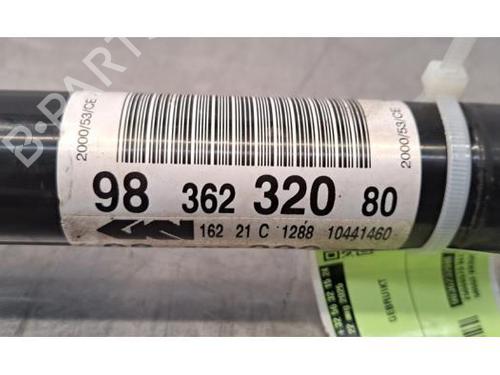 B-PARTS
2000/53/CE
2000/53/CE
98 362 320 80
162 21 C 1288 10441460
GEBRUIKT